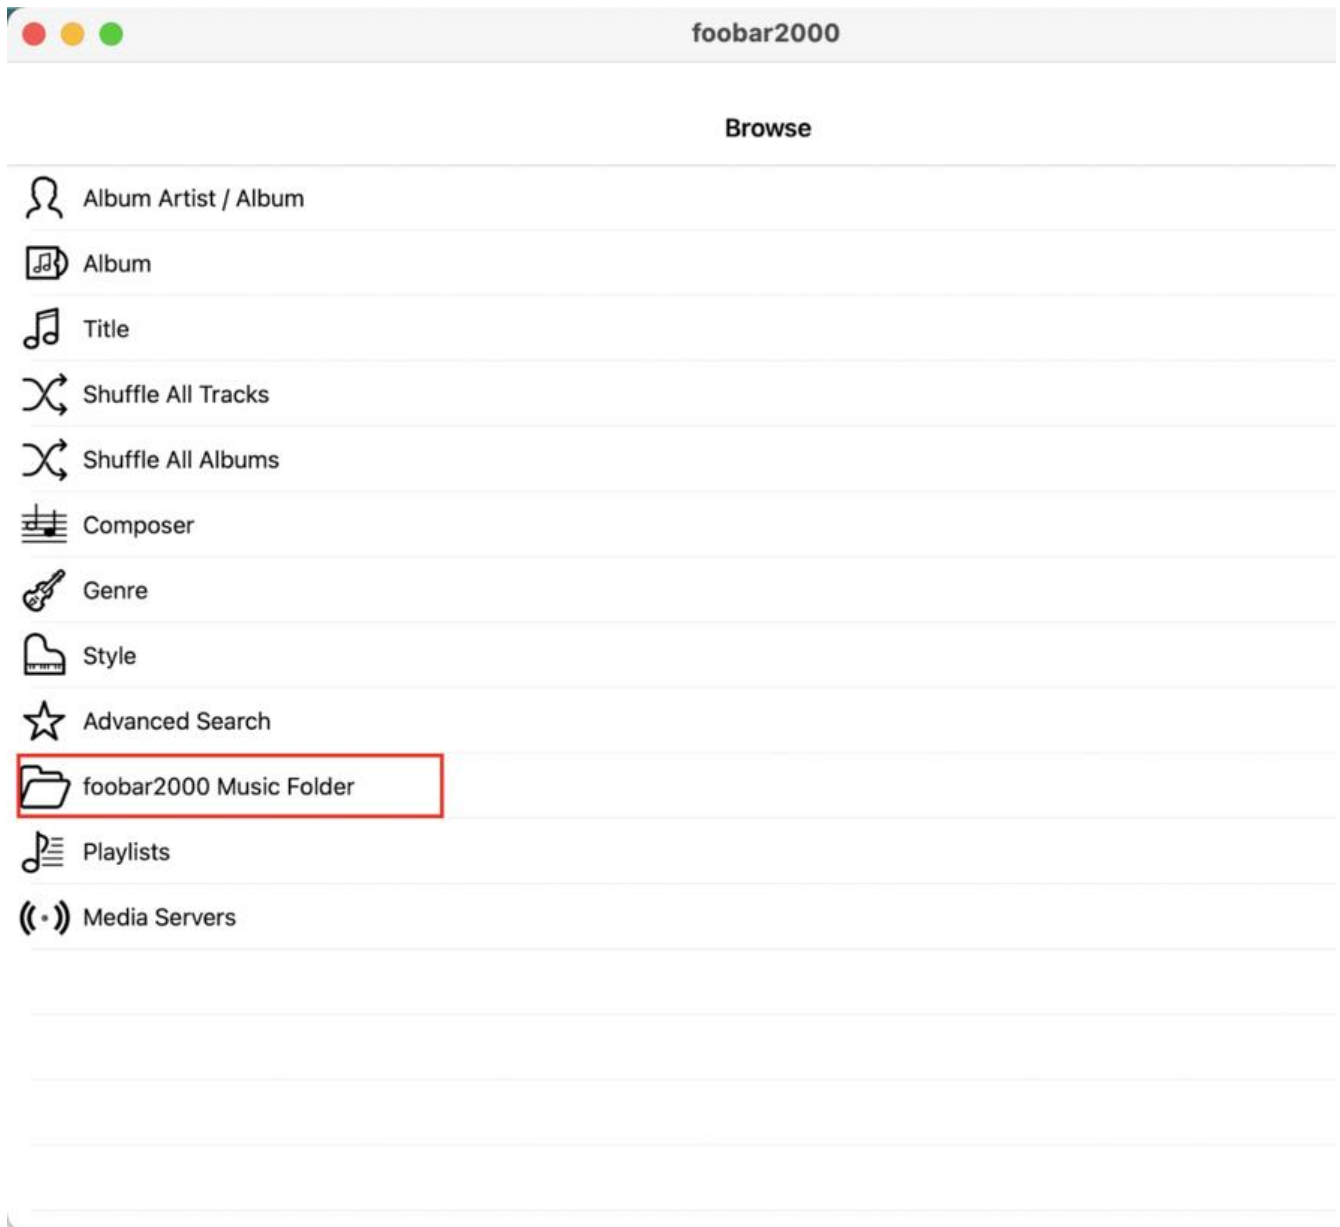 foobar2000
Browse
Album Artist / Album
Album
Title
Shuffle All Tracks
Shuffle All Albums
Composer
Genre
Style
Advanced Search
foobar2000 Music Folder
Playlists
Media Servers